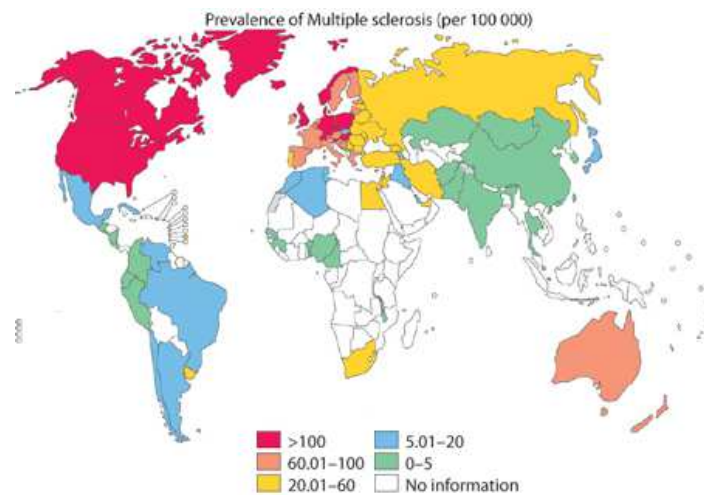 Prevalence of Multiple sclerosis (per 100 000)
>100
60.01–100
20.01–60
5.01–20
0–5
No information